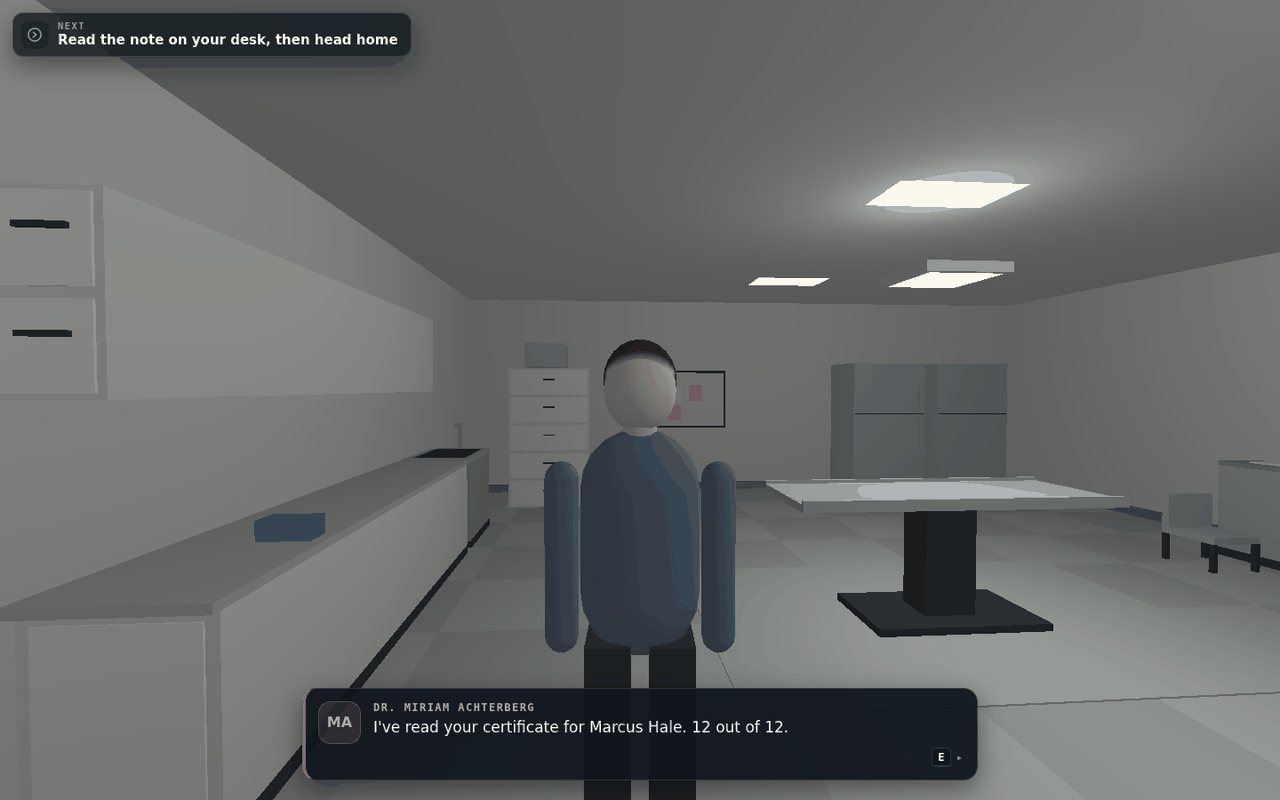 NEXT
Read the note on your desk, then head home
MA
DR. MIRIAM ACHTERBERG
I've read your certificate for Marcus Hale. 12 out of 12.
E